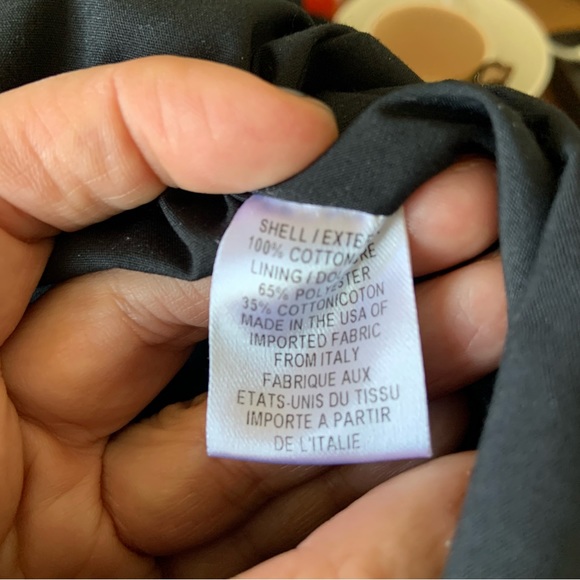 SHELL / EXTE
100% COTTON
LINING / DO
65% POLYESTER
35% COTTON/COTON
MADE IN THE USA OF
IMPORTED FABRIC
FROM ITALY
FABRIQUE AUX
ETATS-UNIS DU TISSU
IMPORTE A PARTIR
DE L'ITALIE